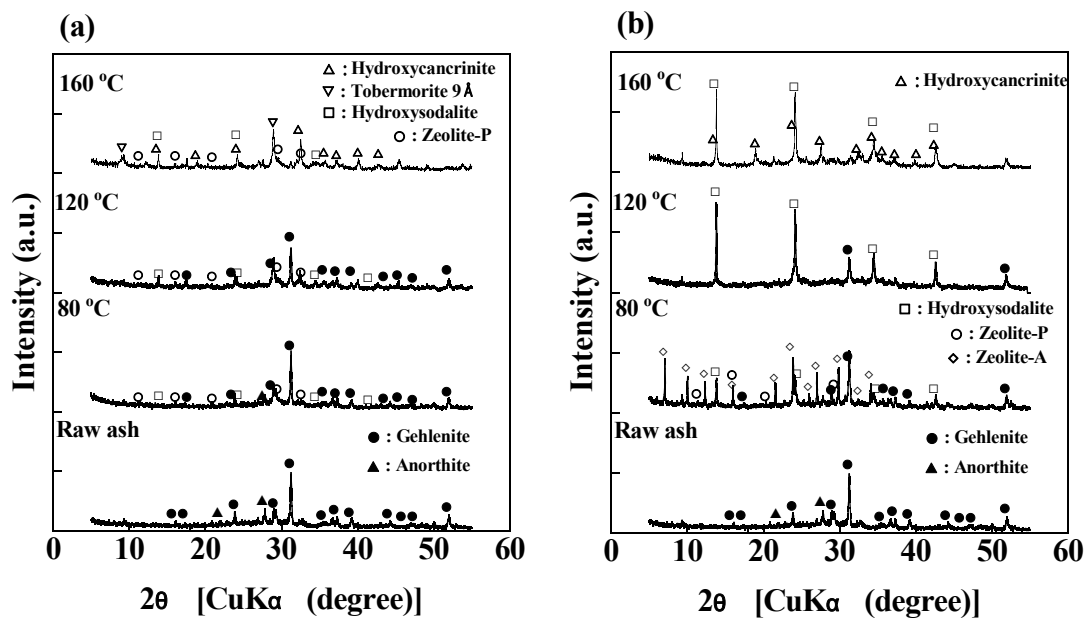 (a)
160 °C
△ : Hydroxycancrinite
▽ : Tobermorite 9Å
□ : Hydroxysodalite
○ : Zeolite-P
120 °C
80 °C
Raw ash
● : Gehlenite
▲ : Anorthite
Intensity (a.u.)
0 10 20 30 40 50 60
2θ [CuKα (degree)]
(b)
160 °C
△ : Hydroxycancrinite
120 °C
80 °C
□ : Hydroxysodalite
○ : Zeolite-P
◇ : Zeolite-A
Raw ash
● : Gehlenite
▲ : Anorthite
Intensity (a.u.)
0 10 20 30 40 50 60
2θ [CuKα (degree)]